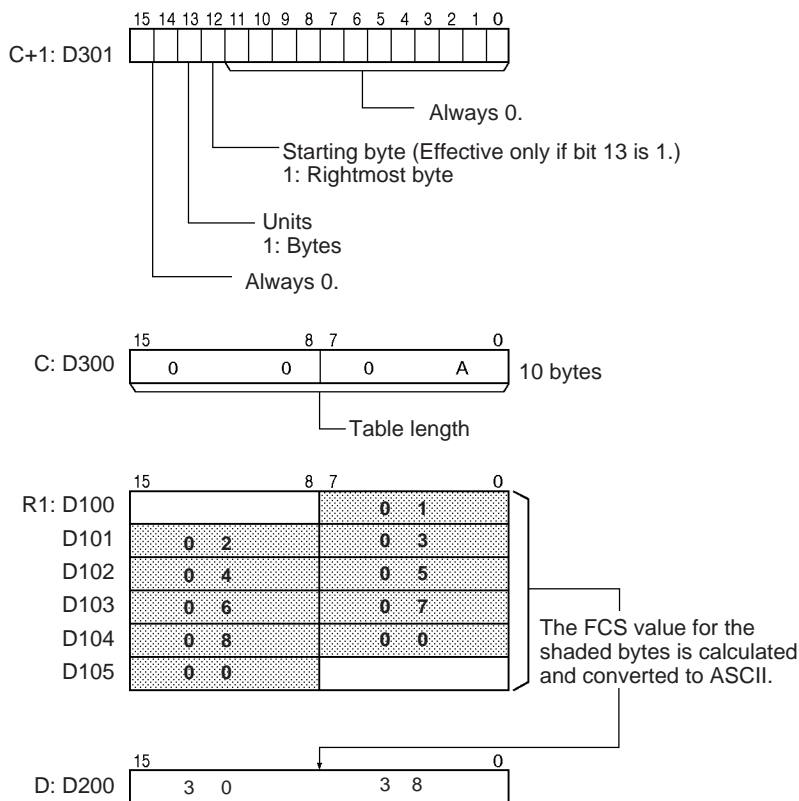 15 14 13 12 11 10 9 8 7 6 5 4 3 2 1 0
C+1: D301
Always 0.
Starting byte (Effective only if bit 13 is 1.)
1: Rightmost byte
Units
1: Bytes
Always 0.
15 8 7 0
C: D300 0 0 0 A 10 bytes
Table length
15 8 7 0
R1: D100 0 1
D101 0 2 0 3
D102 0 4 0 5
D103 0 6 0 7
D104 0 8 0 0
D105 0 0
The FCS value for the
shaded bytes is calculated
and converted to ASCII.
15 0
D: D200 3 0 3 8